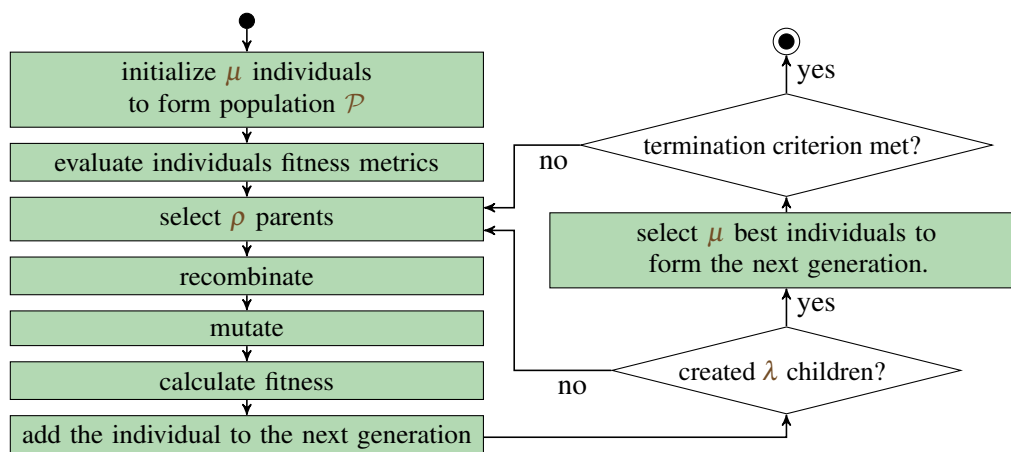 initialize μ individuals
to form population 𝒫
evaluate individuals fitness metrics
select ρ parents
recombinate
mutate
calculate fitness
add the individual to the next generation
yes
termination criterion met?
no
select μ best individuals to
form the next generation.
yes
created λ children?
no